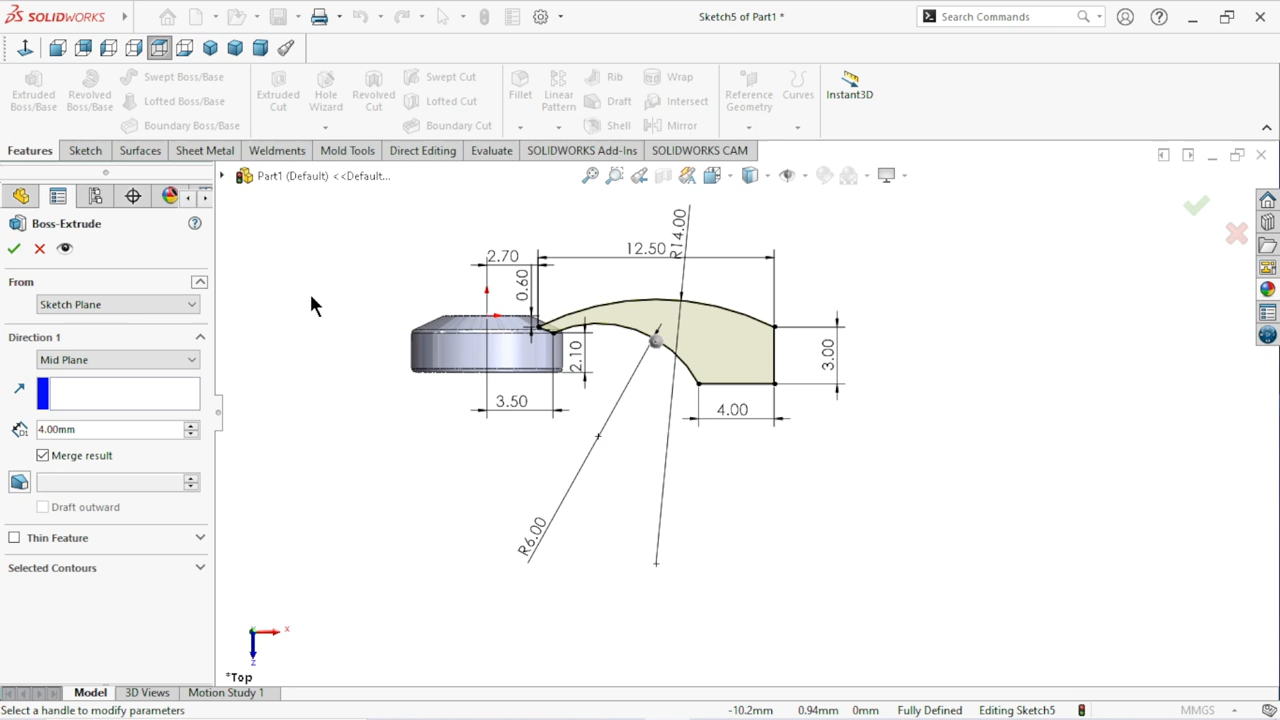 SOLIDWORKS
Sketch5 of Part1 *
Search Commands
Extruded Boss/Base
Revolved Boss/Base
Swept Boss/Base
Lofted Boss/Base
Boundary Boss/Base
Extruded Cut
Hole Wizard
Revolved Cut
Swept Cut
Lofted Cut
Boundary Cut
Fillet
Linear Pattern
Rib
Draft
Shell
Wrap
Intersect
Mirror
Reference Geometry
Curves
Instant3D
Features
Sketch
Surfaces
Sheet Metal
Weldments
Mold Tools
Direct Editing
Evaluate
SOLIDWORKS Add-Ins
SOLIDWORKS CAM
Part1 (Default) <<Default...
Boss-Extrude
From
Sketch Plane
Direction 1
Mid Plane
D1
4.00mm
Merge result
Draft outward
Thin Feature
Selected Contours
2.70
12.50
R14.00
0.60
2.10
3.00
3.50
4.00
R6.00
x
z
*Top
Model
3D Views
Motion Study 1
Select a handle to modify parameters
-10.2mm
0.94mm
0mm
Fully Defined
Editing Sketch5
MMGS